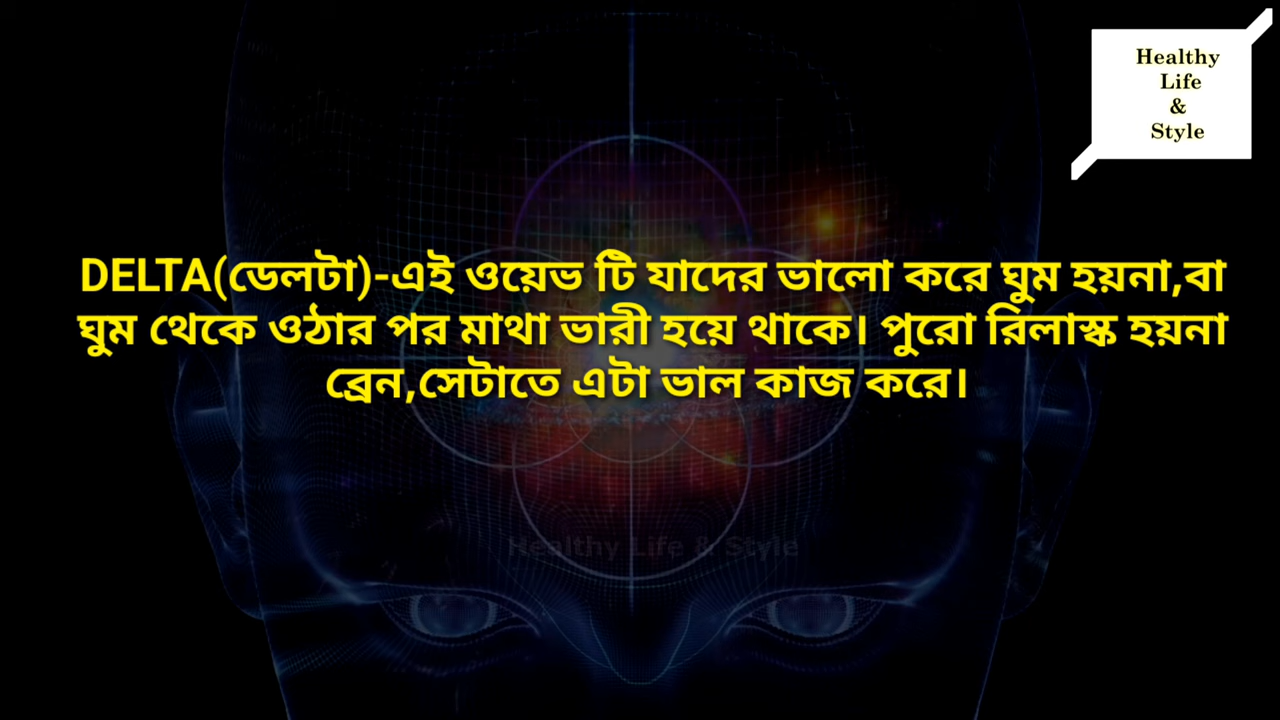 Healthy
Life
&
Style
DELTA(ডেলটা)-এই ওয়েভ টি যাদের ভালো করে ঘুম হয়না,বা
ঘুম থেকে ওঠার পর মাথা ভারী হয়ে থাকে। পুরো রিলাস্ক হয়না
ব্রেন,সেটাতে এটা ভাল কাজ করে।
Healthy Life & Style